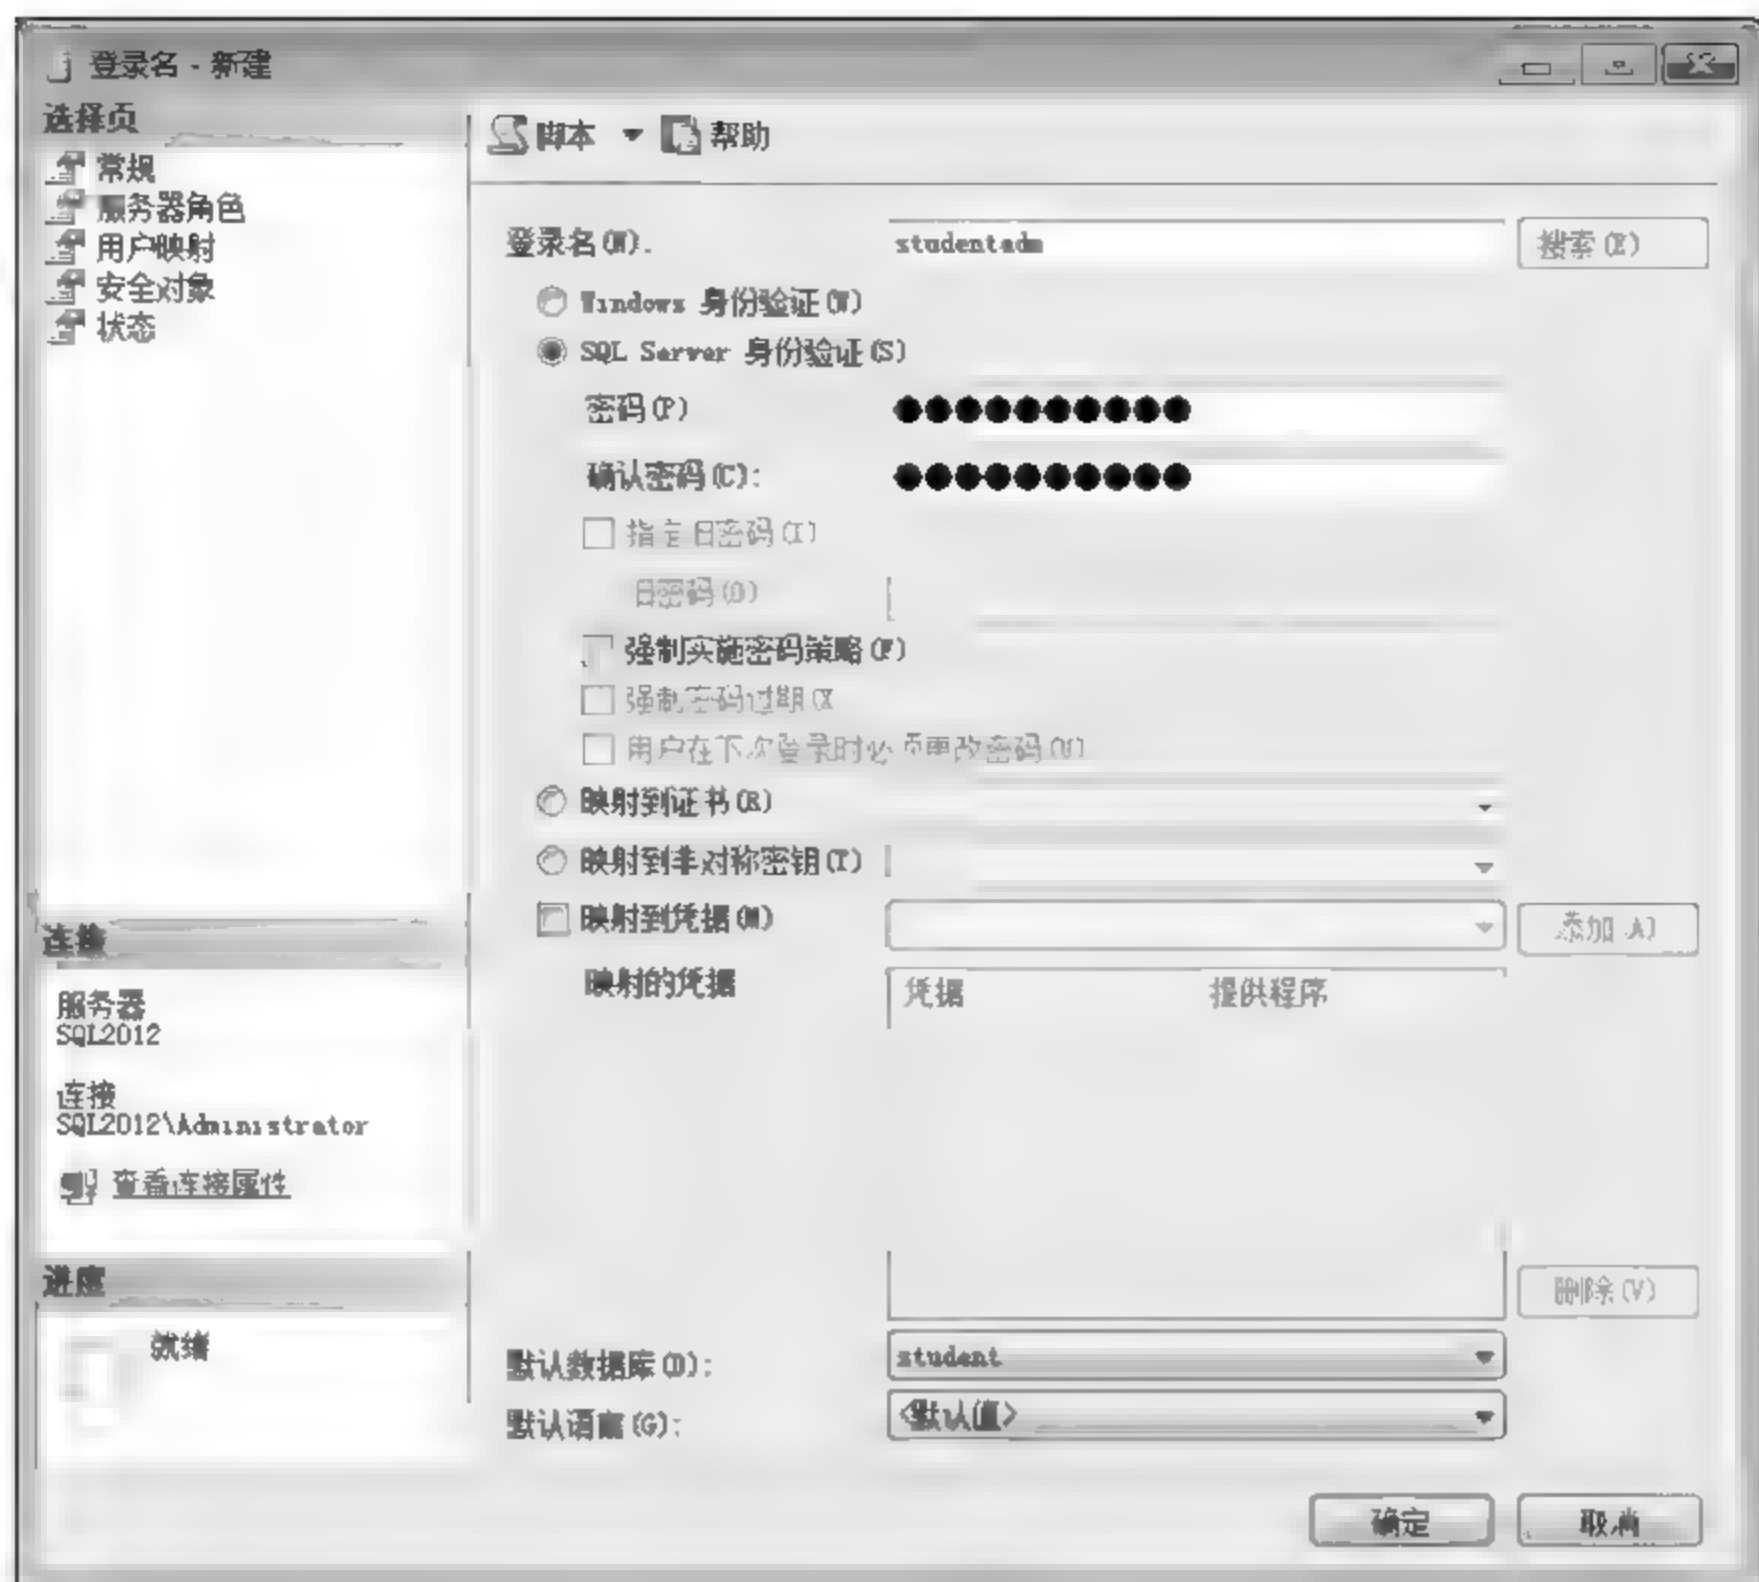 登录名 - 新建
选择页
常规
服务器角色
用户映射
安全对象
状态
脚本 帮助
登录名(N).
studentadm
搜索(E)
Windows 身份验证(W)
SQL Server 身份验证(S)
密码(P)
●●●●●●●●●●
确认密码(C):
●●●●●●●●●●
指定旧密码(I)
旧密码(O)
强制实施密码策略(F)
强制密码过期(X
用户在下次登录时必须更改密码(U)
映射到证书(R)
映射到非对称密钥(T)
映射到凭据(M)
添加 A)
映射的凭据
凭据 提供程序
删除(V)
默认数据库(D):
student
默认语言(G):
<默认值>
连接
服务器
SQL2012
连接
SQL2012\Administrator
查看连接属性
进度
就绪
确定
取消